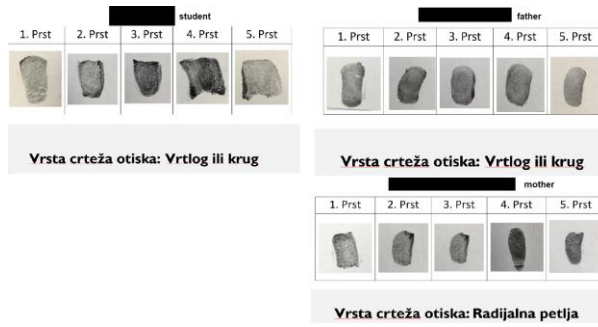 student
1. Prst 2. Prst 3. Prst 4. Prst 5. Prst
Vrsta crteža otiska: Vrtlog ili krug
father
1. Prst 2. Prst 3. Prst 4. Prst 5. Prst
Vrsta crteža otiska: Vrtlog ili krug
mother
1. Prst 2. Prst 3. Prst 4. Prst 5. Prst
Vrsta crteža otiska: Radijalna petlja